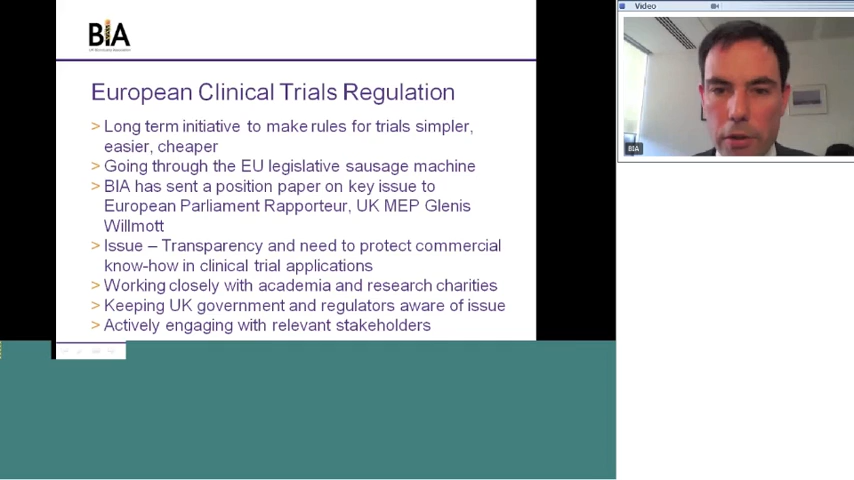 BIA
European Clinical Trials Regulation
> Long term initiative to make rules for trials simpler,
easier, cheaper
> Going through the EU legislative sausage machine
> BIA has sent a position paper on key issue to
European Parliament Rapporteur, UK MEP Glenis
Willmott
> Issue – Transparency and need to protect commercial
know-how in clinical trial applications
> Working closely with academia and research charities
> Keeping UK government and regulators aware of issue
> Actively engaging with relevant stakeholders
Video
BIA